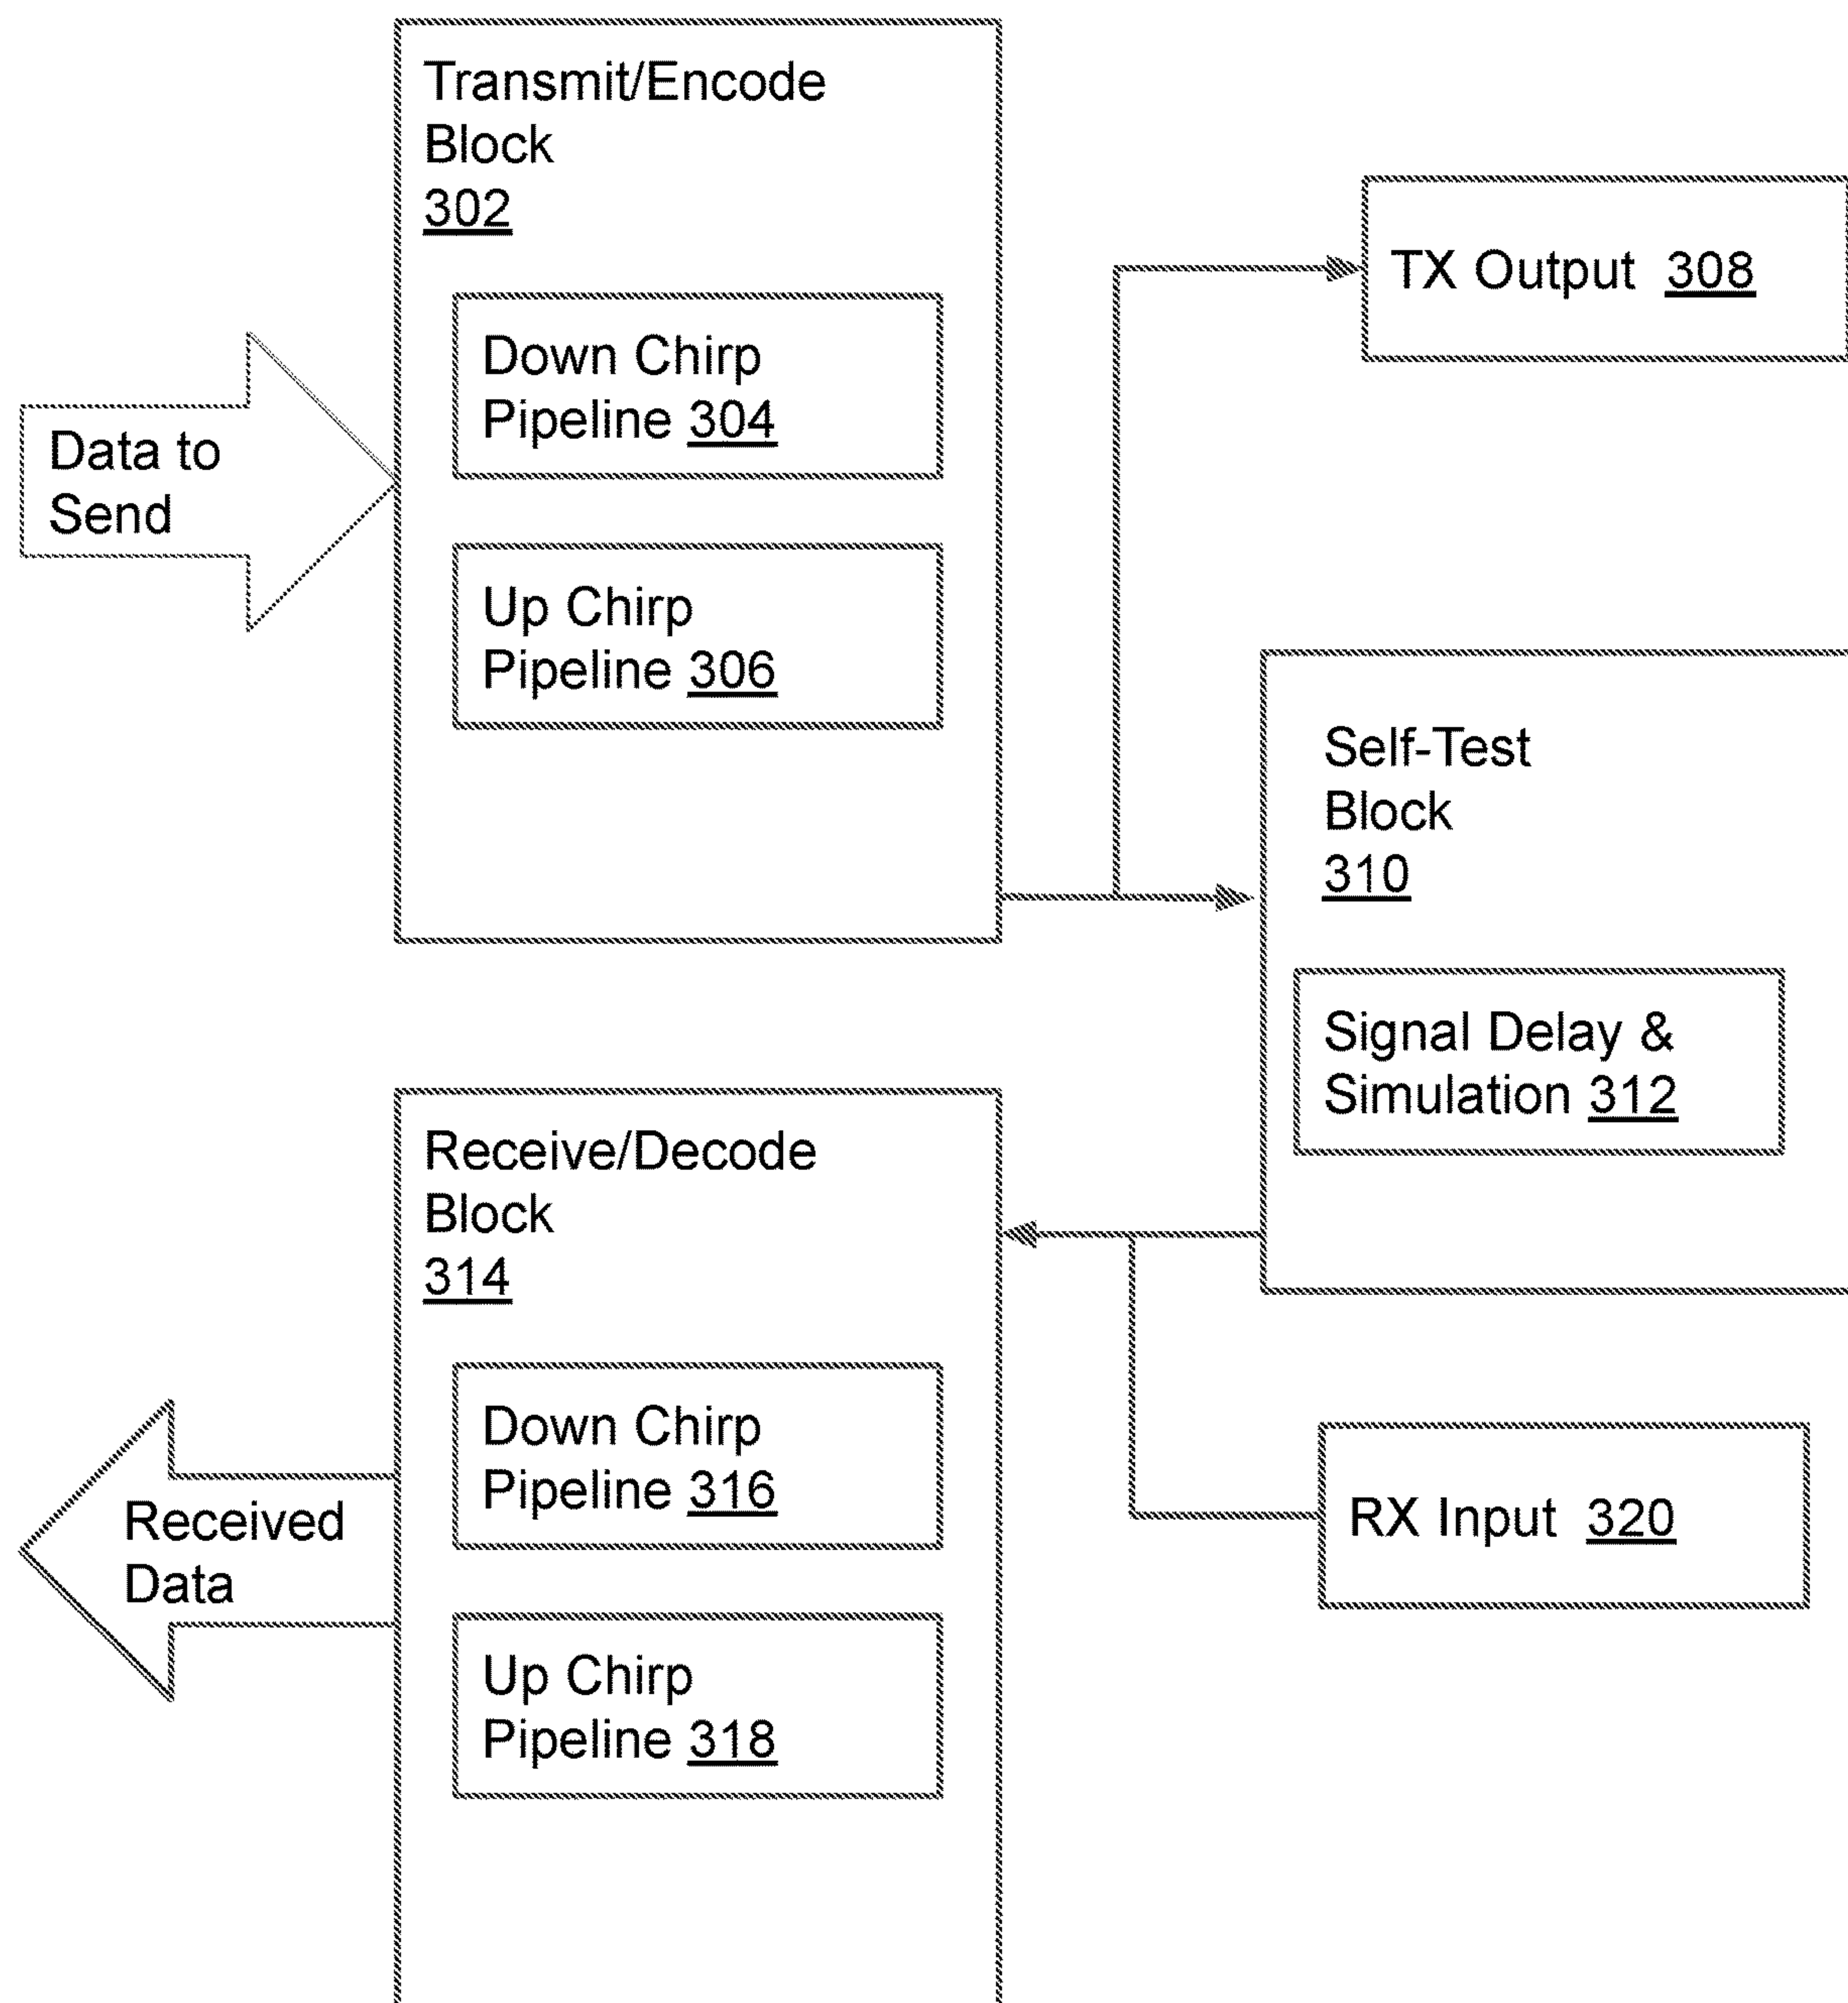 Transmit/Encode
Block
302
Down Chirp
Pipeline 304
Up Chirp
Pipeline 306
Data to
Send
TX Output 308
Self-Test
Block
310
Signal Delay &
Simulation 312
Receive/Decode
Block
314
Down Chirp
Pipeline 316
Up Chirp
Pipeline 318
Received
Data
RX Input 320